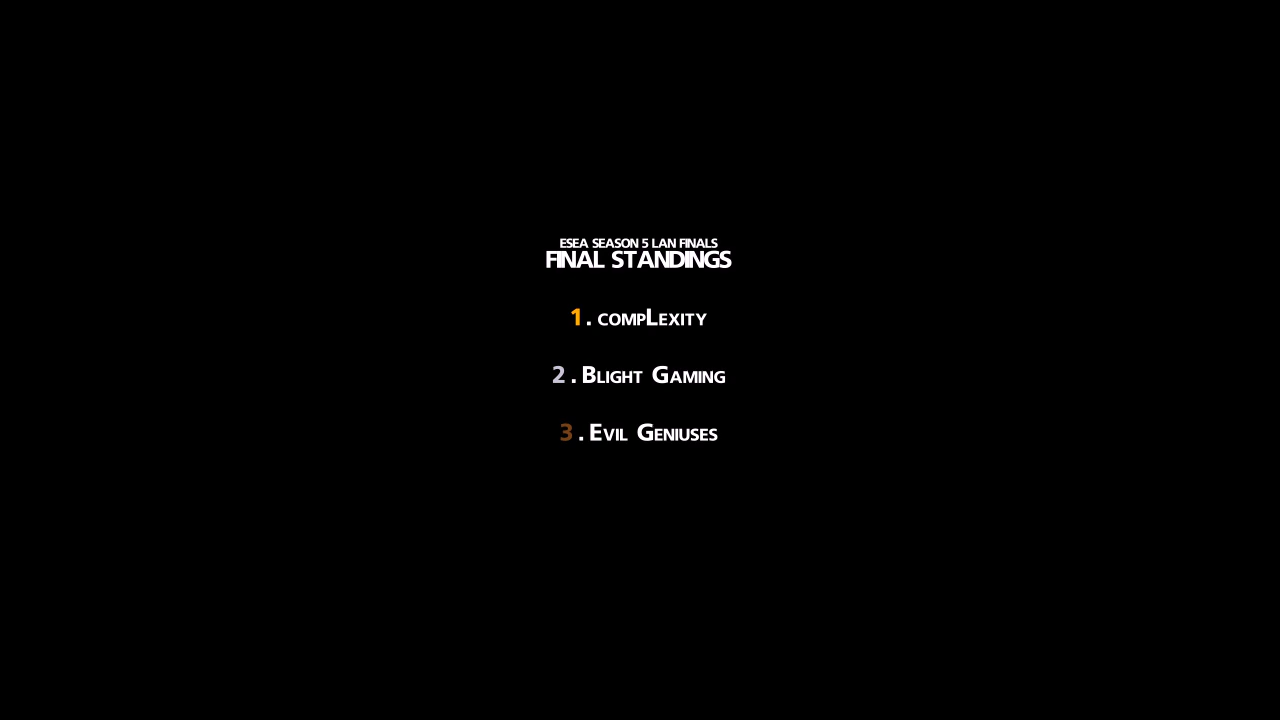 ESEA SEASON 5 LAN FINALS
FINAL STANDINGS
1. compLexity
2. Blight Gaming
3. Evil Geniuses